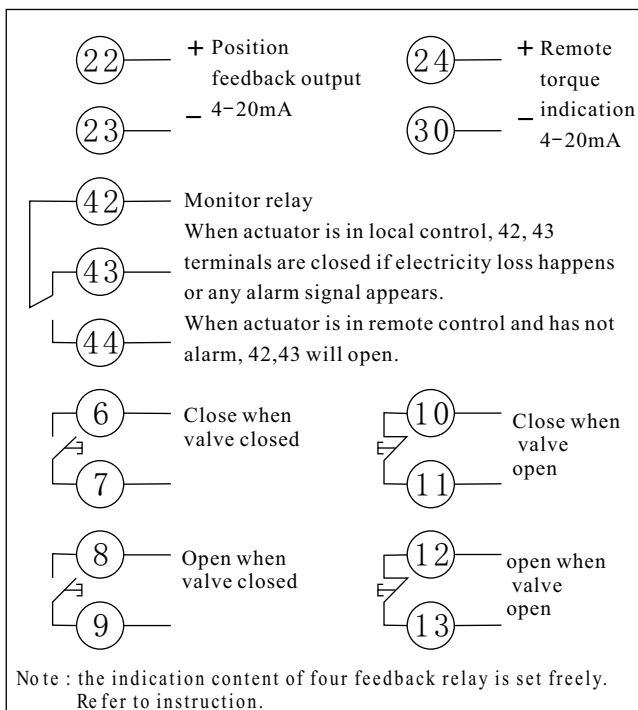 22 + Position
feedback output
23 − 4-20mA
24 + Remote
torque
indication
30 − 4-20mA
42 Monitor relay
When actuator is in local control, 42, 43
43 terminals are closed if electricity loss happens
or any alarm signal appears.
44 When actuator is in remote control and has not
alarm, 42,43 will open.
6 Close when
valve closed
7
10 Close when
valve
11 open
8 Open when
valve closed
9
12 open when
valve
13 open
Note : the indication content of four feedback relay is set freely.
Refer to instruction.